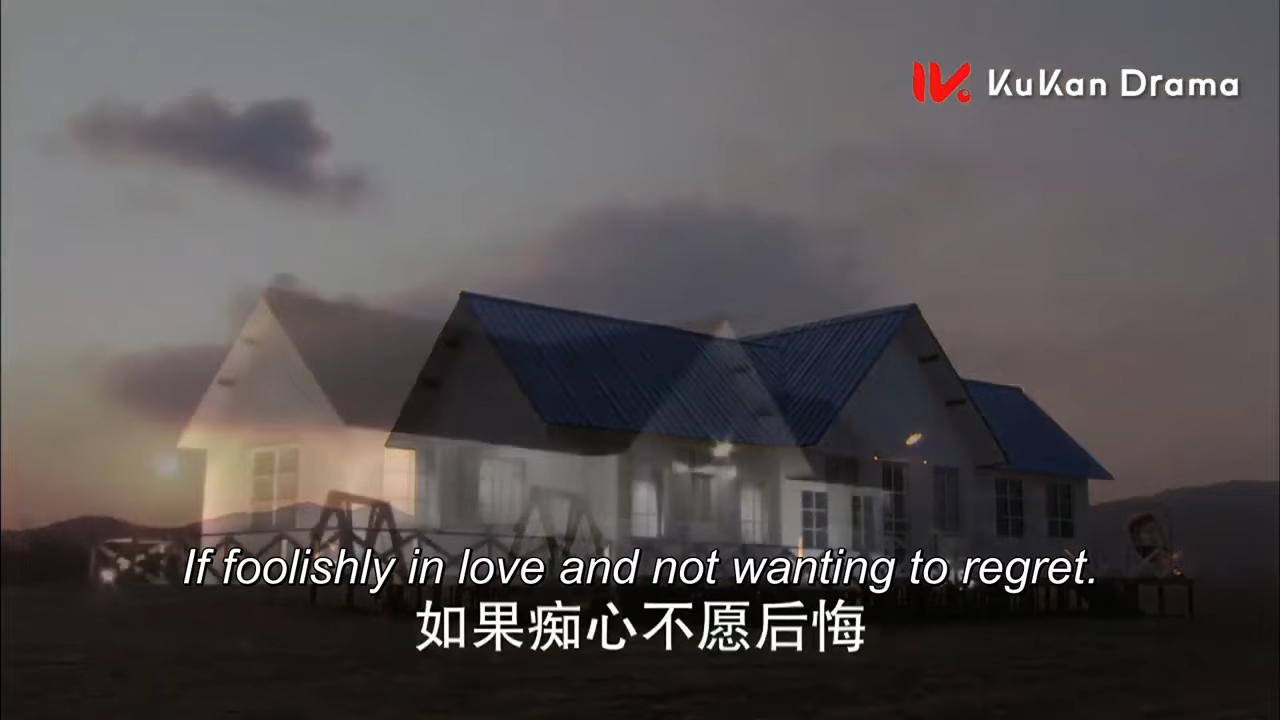 KuKan Drama
If foolishly in love and not wanting to regret.
如果痴心不愿后悔